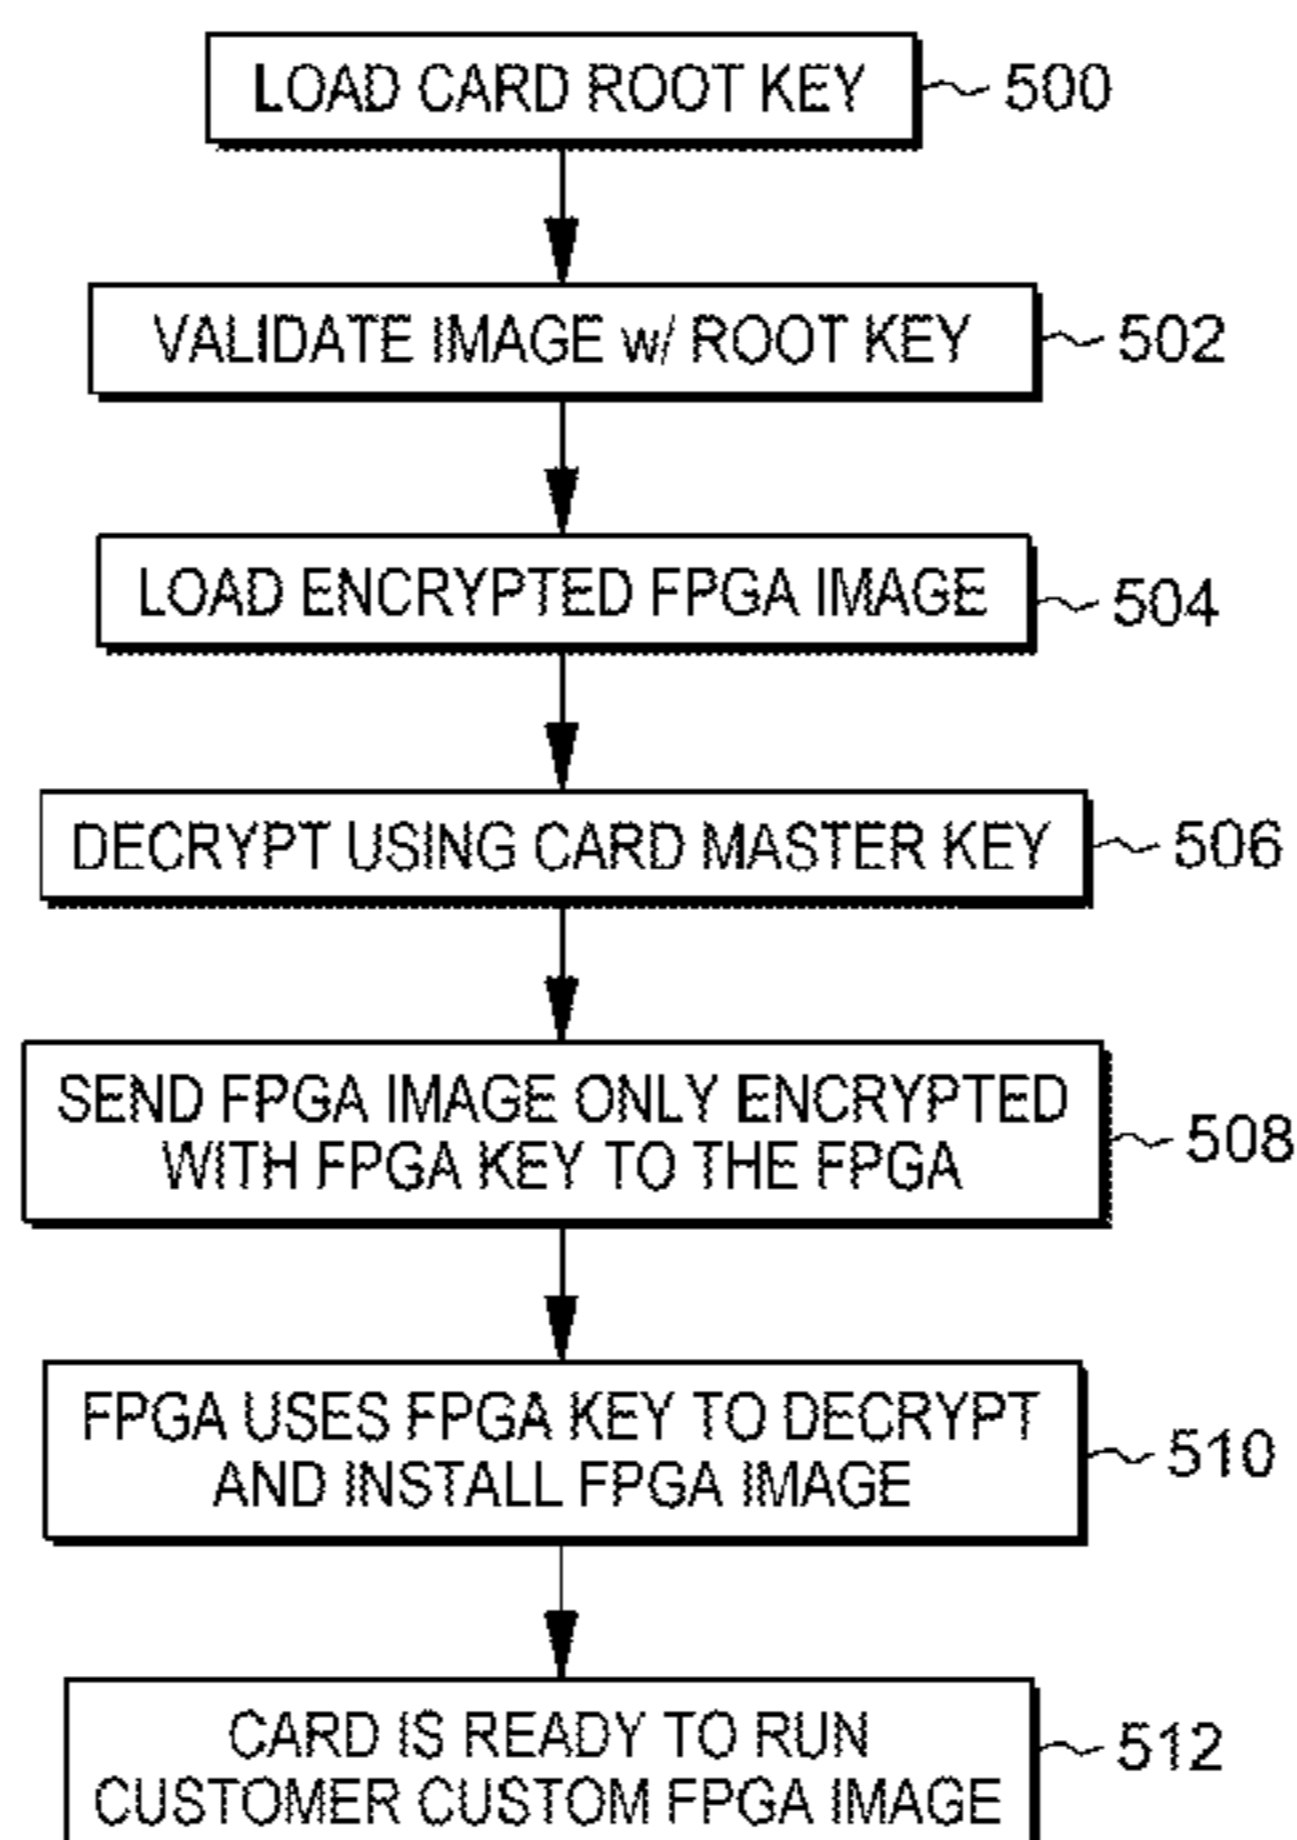 LOAD CARD ROOT KEY
500
VALIDATE IMAGE w/ ROOT KEY
502
LOAD ENCRYPTED FPGA IMAGE
504
DECRYPT USING CARD MASTER KEY
506
SEND FPGA IMAGE ONLY ENCRYPTED
WITH FPGA KEY TO THE FPGA
508
FPGA USES FPGA KEY TO DECRYPT
AND INSTALL FPGA IMAGE
510
CARD IS READY TO RUN
CUSTOMER CUSTOM FPGA IMAGE
512